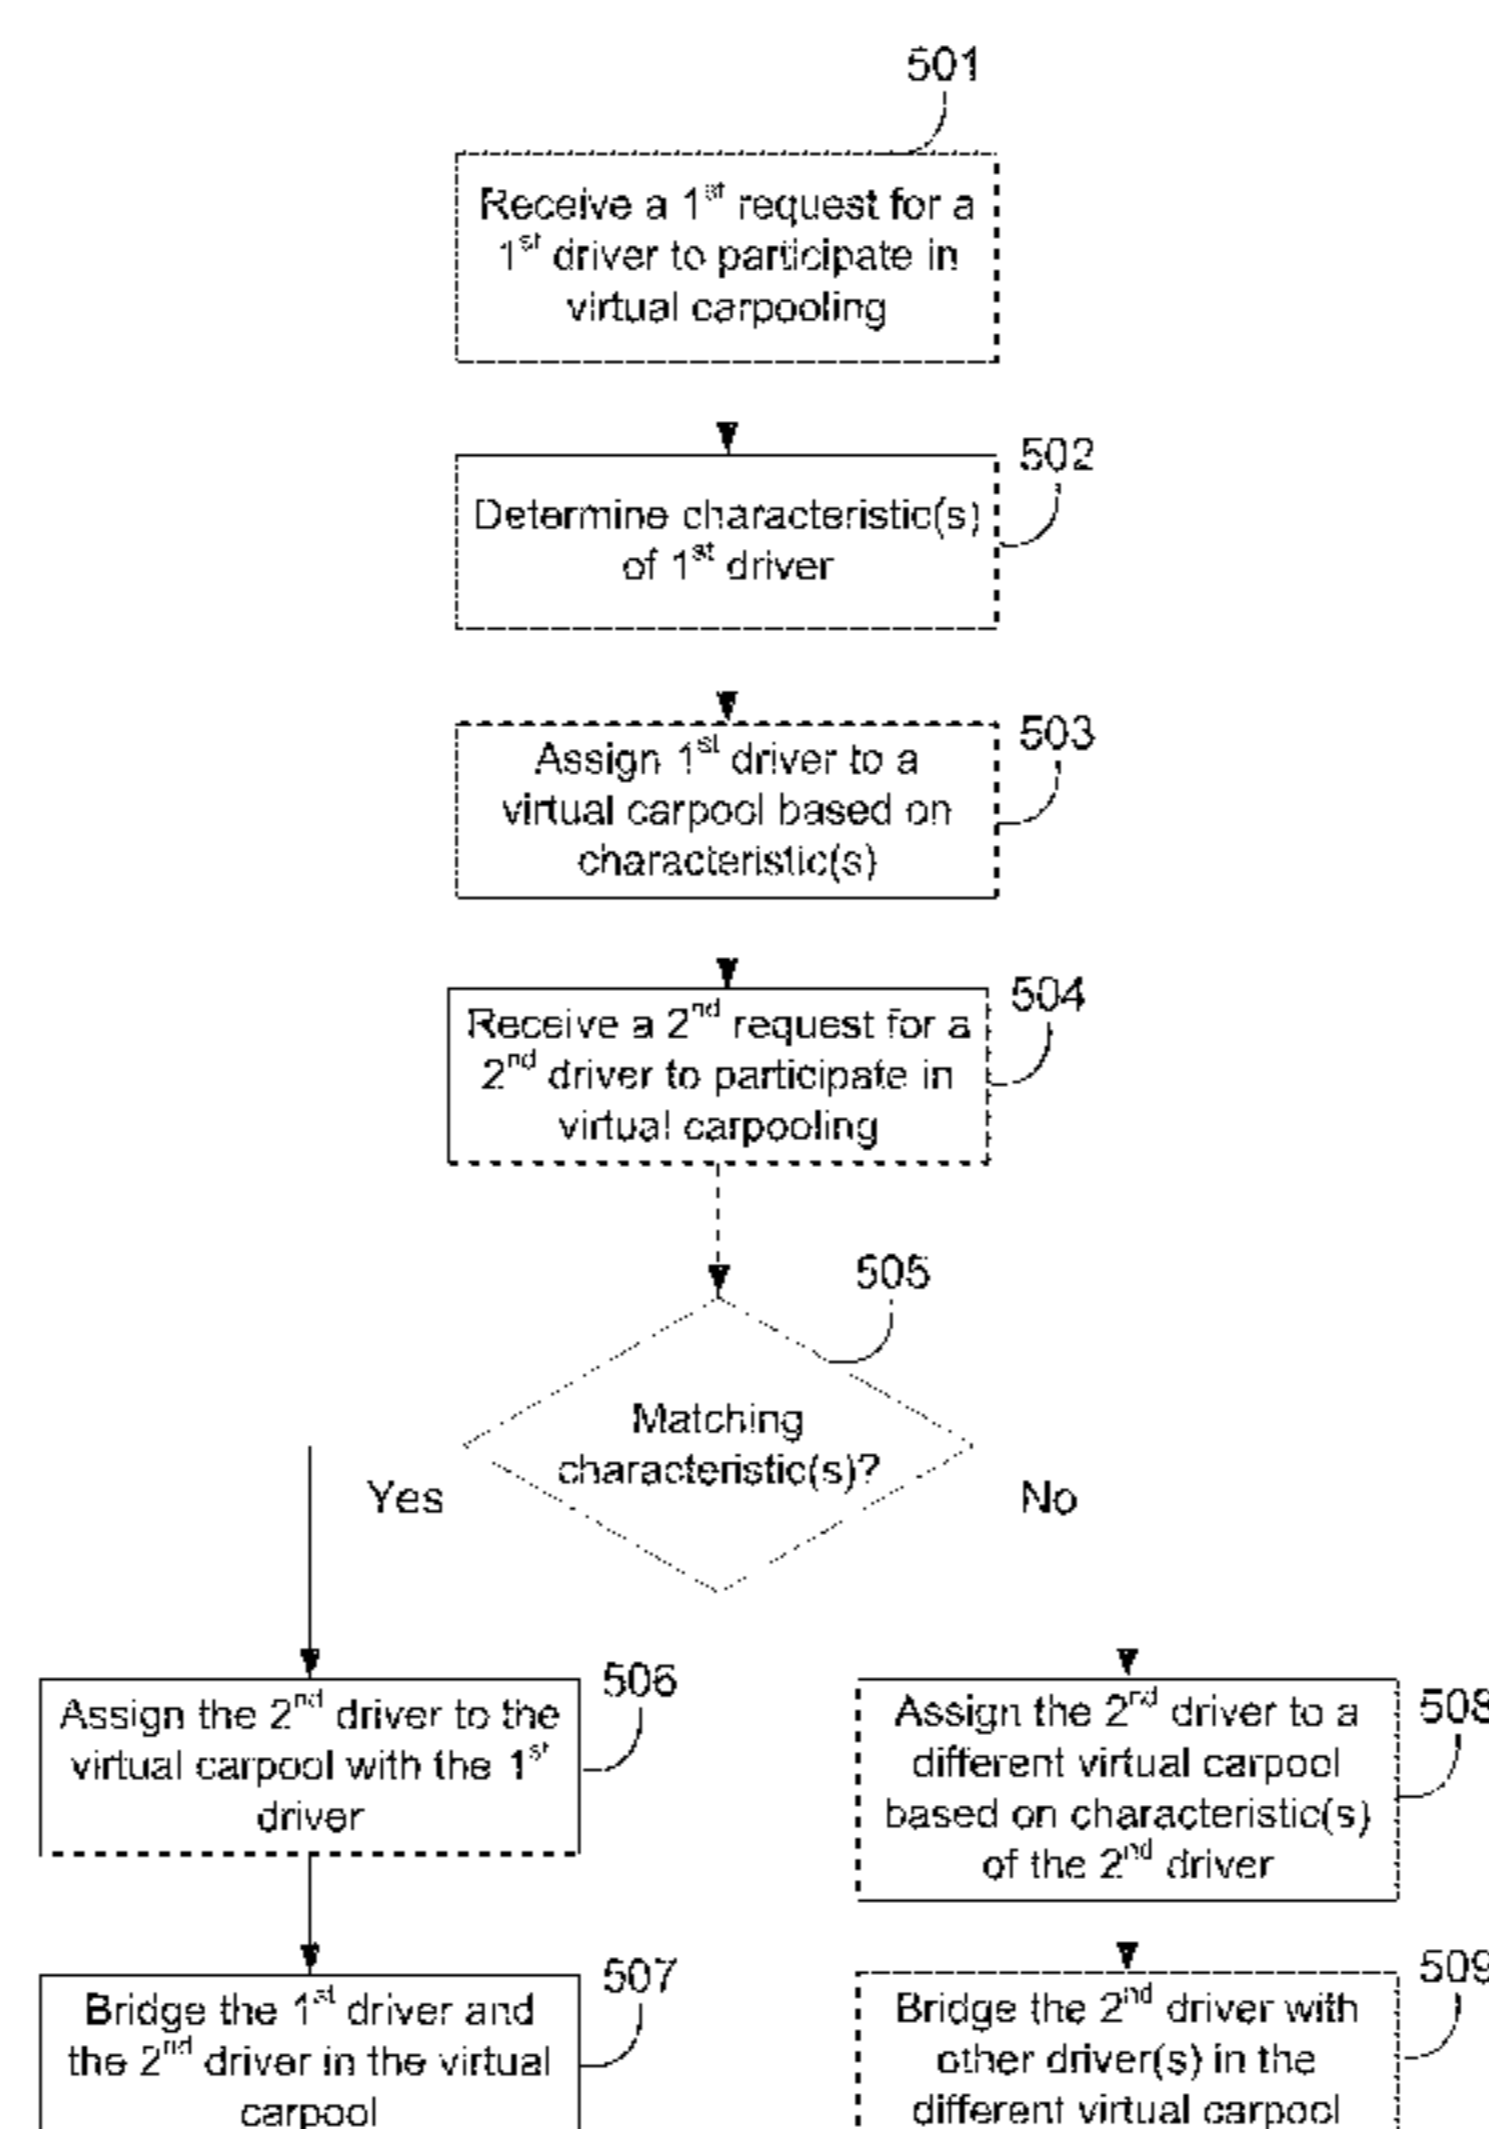 501
Receive a 1st request for a
1st driver to participate in
virtual carpooling
502
Determine characteristic(s)
of 1st driver
503
Assign 1st driver to a
virtual carpool based on
characteristic(s)
504
Receive a 2nd request for a
2nd driver to participate in
virtual carpooling
505
Matching
characteristic(s)?
Yes
No
506
Assign the 2nd driver to the
virtual carpool with the 1st
driver
507
Bridge the 1st driver and
the 2nd driver in the virtual
carpool
508
Assign the 2nd driver to a
different virtual carpool
based on characteristic(s)
of the 2nd driver
509
Bridge the 2nd driver with
other driver(s) in the
different virtual carpool